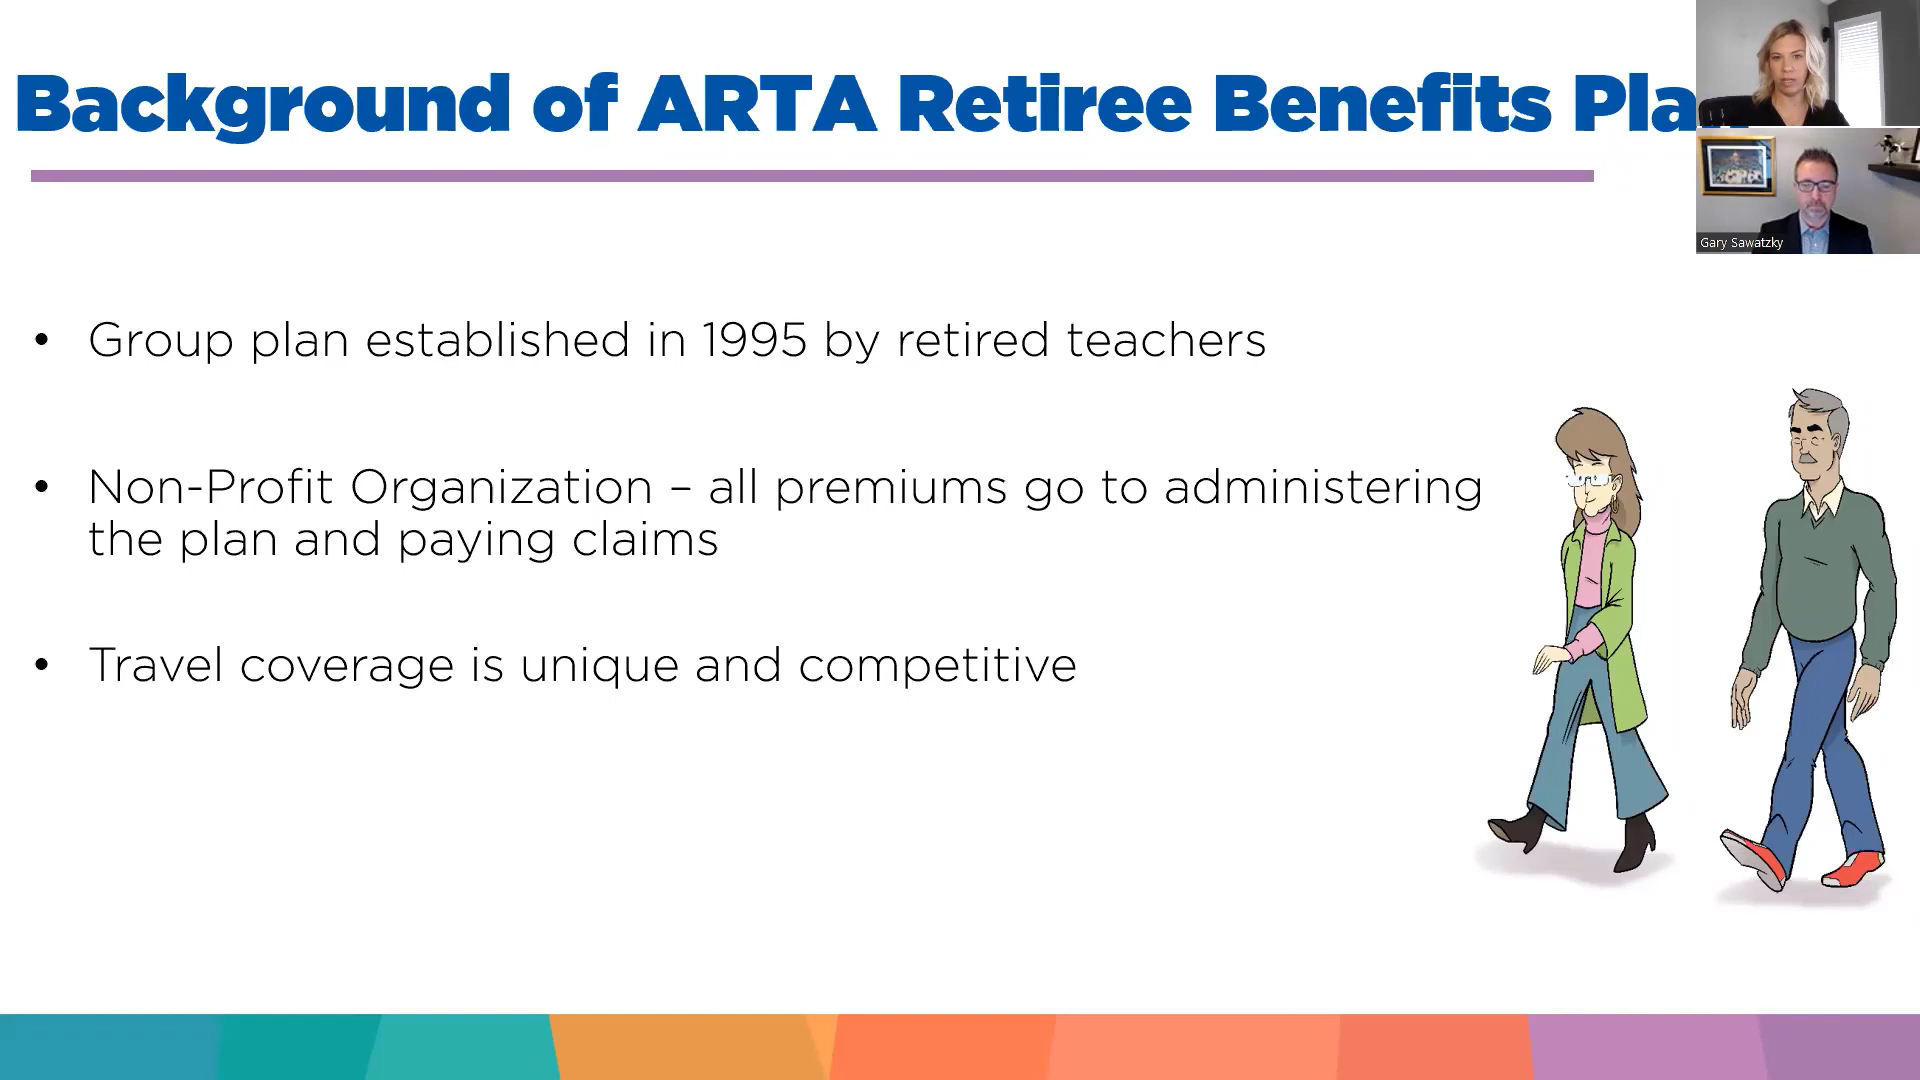 Background of ARTA Retiree Benefits Plan
Gary Sawatzky
• Group plan established in 1995 by retired teachers
• Non-Profit Organization – all premiums go to administering
the plan and paying claims
• Travel coverage is unique and competitive